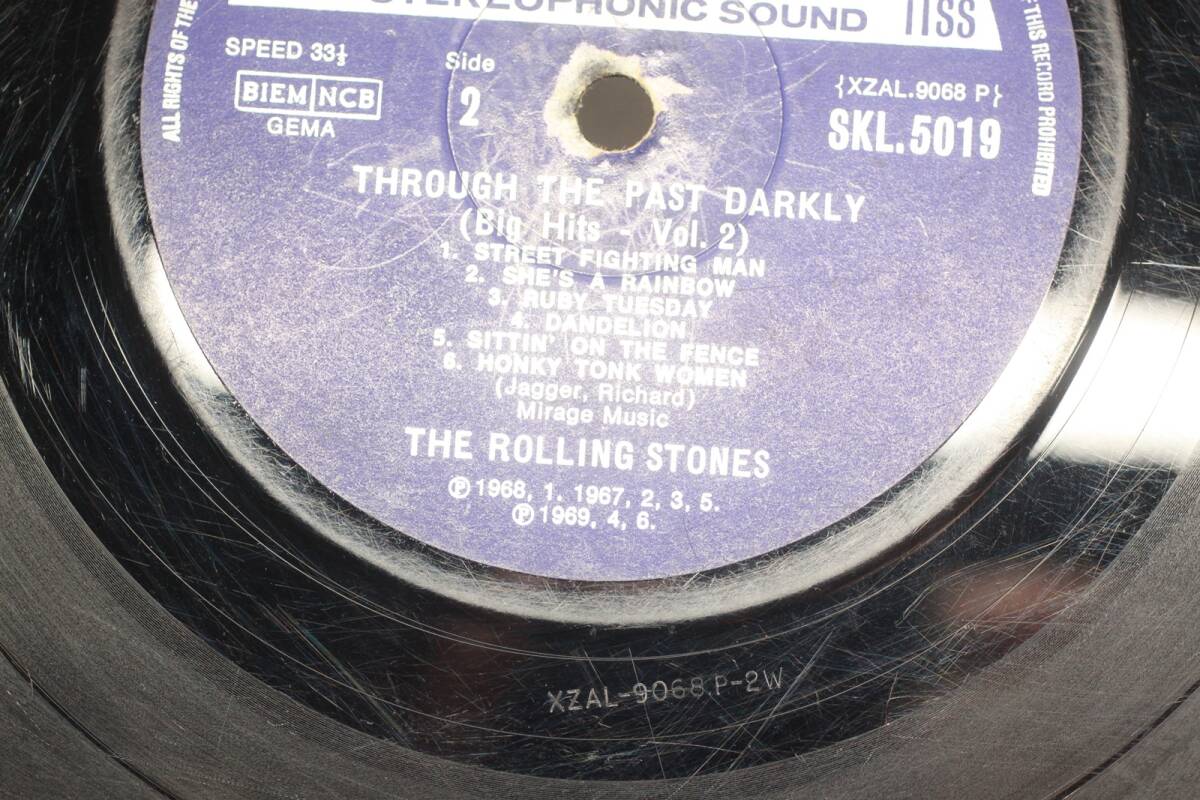 STEREOPHONIC SOUND
ALL RIGHTS OF THE
OF THIS RECORD PROHIBITED
SPEED 33⅓
Side
2
BIEM NCB
GEMA
{XZAL.9068 P}
SKL.5019
THROUGH THE PAST DARKLY
(Big Hits - Vol. 2)
1. STREET FIGHTING MAN
2. SHE'S A RAINBOW
3. RUBY TUESDAY
4. DANDELION
5. SITTIN' ON THE FENCE
6. HONKY TONK WOMEN
(Jagger, Richard)
Mirage Music
THE ROLLING STONES
Ⓟ 1968, 1. 1967, 2, 3, 5.
Ⓟ 1969, 4, 6.
XZAL-9068.P-2W